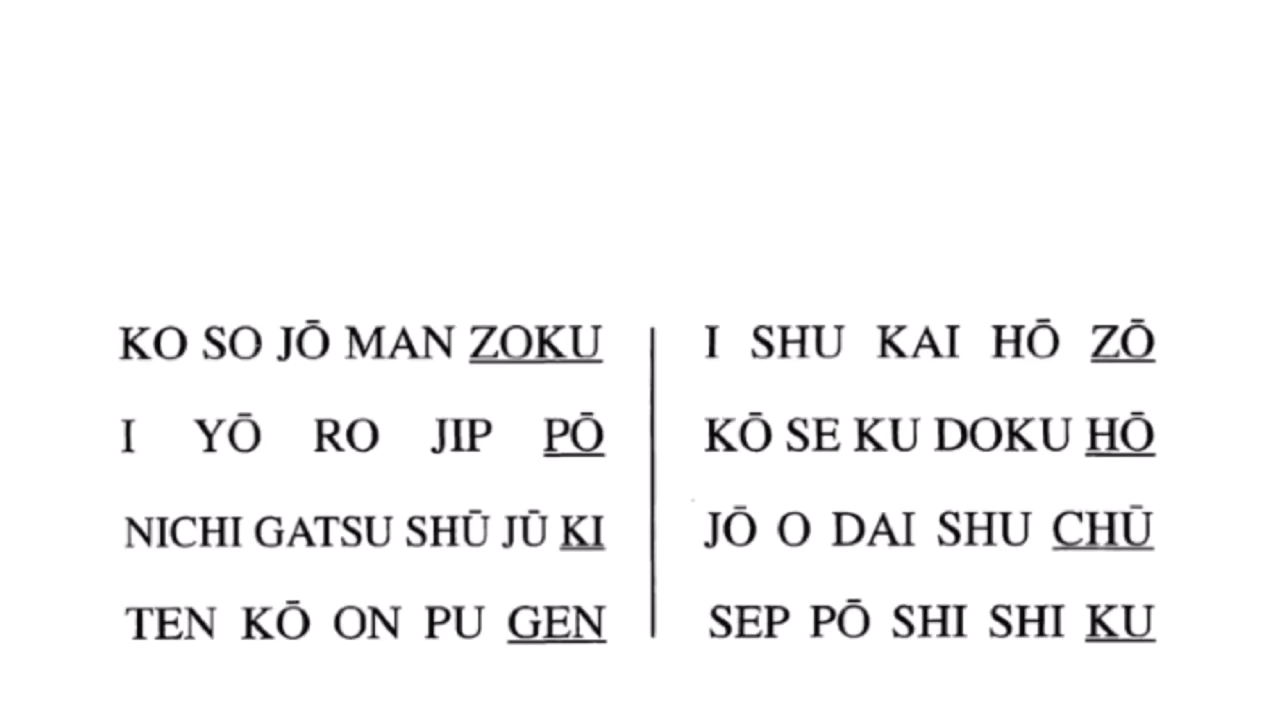 KO SO JŌ MAN ZOKU
I YŌ RO JIP PŌ
NICHI GATSU SHŪ JŪ KI
TEN KŌ ON PU GEN
I SHU KAI HŌ ZŌ
KŌ SE KU DOKU HŌ
JŌ O DAI SHU CHŪ
SEP PŌ SHI SHI KU